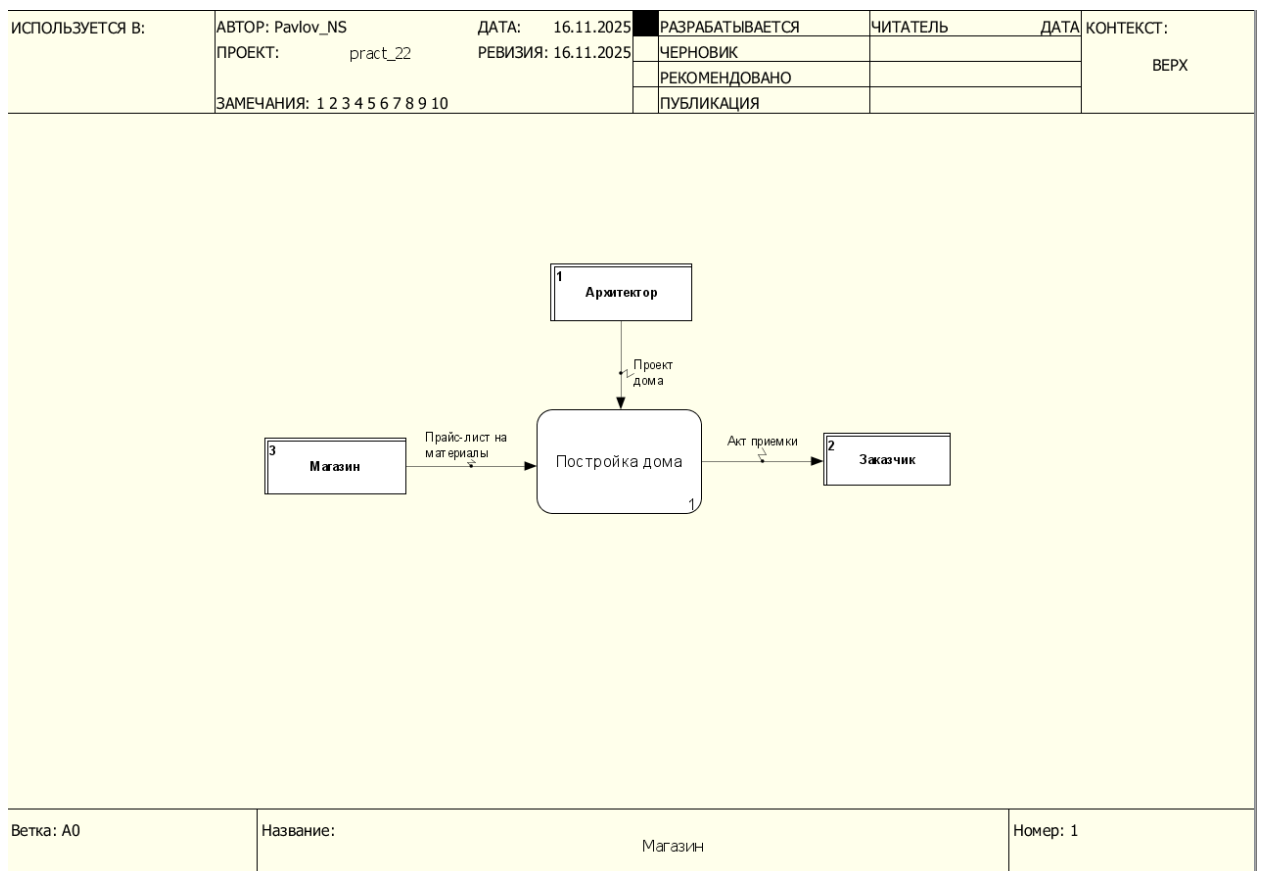 ИСПОЛЬЗУЕТСЯ В:
АВТОР: Pavlov_NS
ДАТА: 16.11.2025
ПРОЕКТ: pract_22
РЕВИЗИЯ: 16.11.2025
ЗАМЕЧАНИЯ: 1 2 3 4 5 6 7 8 9 10
РАЗРАБАТЫВАЕТСЯ
ЧЕРНОВИК
РЕКОМЕНДОВАНО
ПУБЛИКАЦИЯ
ЧИТАТЕЛЬ ДАТА
КОНТЕКСТ:
ВЕРХ
1
Архитектор
Проект
дома
3
Магазин
Прайс-лист на
материалы
Постройка дома
1
Акт приемки
2
Заказчик
Ветка: A0
Название:
Магазин
Номер: 1